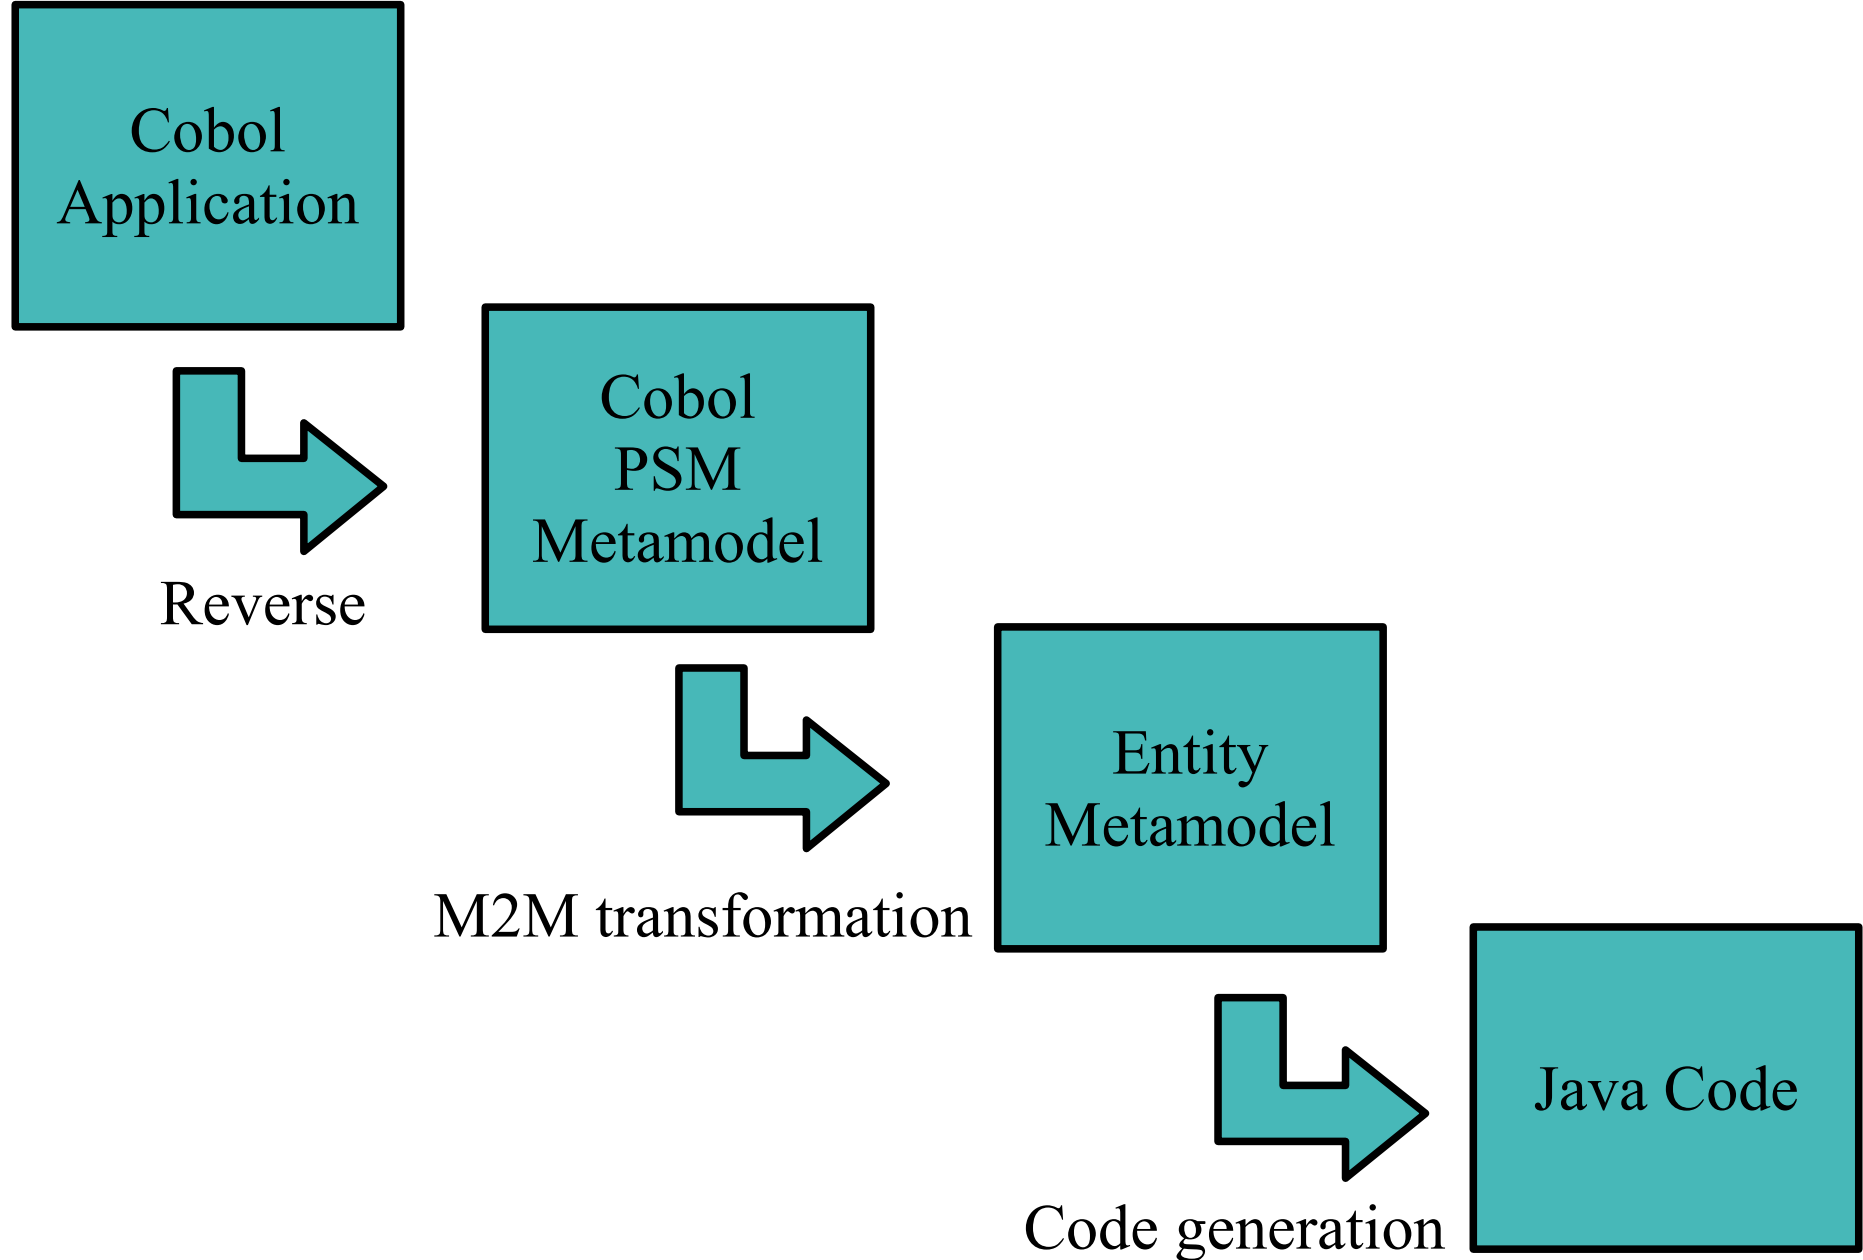 Cobol
Application
Reverse
Cobol
PSM
Metamodel
M2M transformation
Entity
Metamodel
Code generation
Java Code